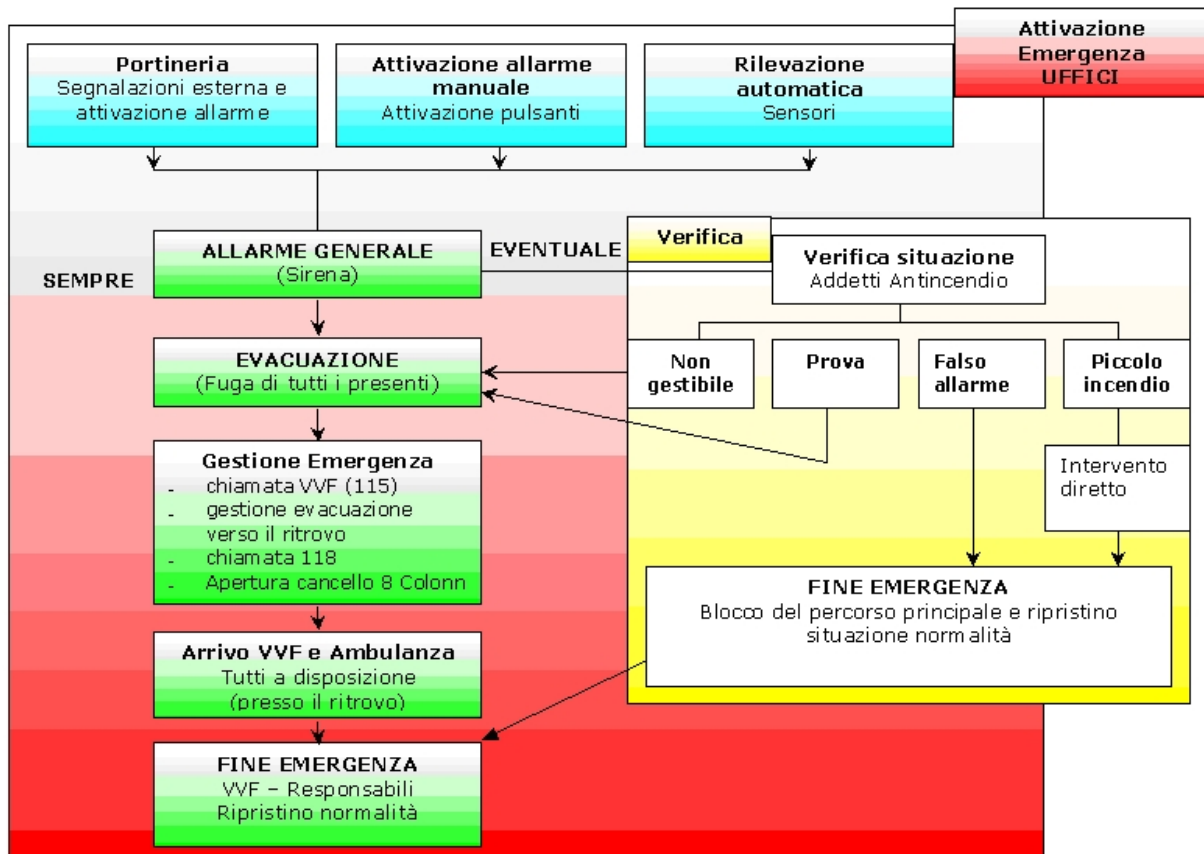 Attivazione
Emergenza
UFFICI
Portineria
Segnalazioni esterna e
attivazione allarme
Attivazione allarme
manuale
Attivazione pulsanti
Rilevazione
automatica
Sensori
ALLARME GENERALE
(Sirena)
SEMPRE
EVENTUALE
Verifica
Verifica situazione
Addetti Antincendio
EVACUAZIONE
(Fuga di tutti i presenti)
Non
gestibile
Prova
Falso
allarme
Piccolo
incendio
Gestione Emergenza
- chiamata VVF (115)
- gestione evacuazione
verso il ritrovo
- chiamata 118
- Apertura cancello 8 Colonn
Intervento
diretto
FINE EMERGENZA
Blocco del percorso principale e ripristino
situazione normalità
Arrivo VVF e Ambulanza
Tutti a disposizione
(presso il ritrovo)
FINE EMERGENZA
VVF – Responsabili
Ripristino normalità